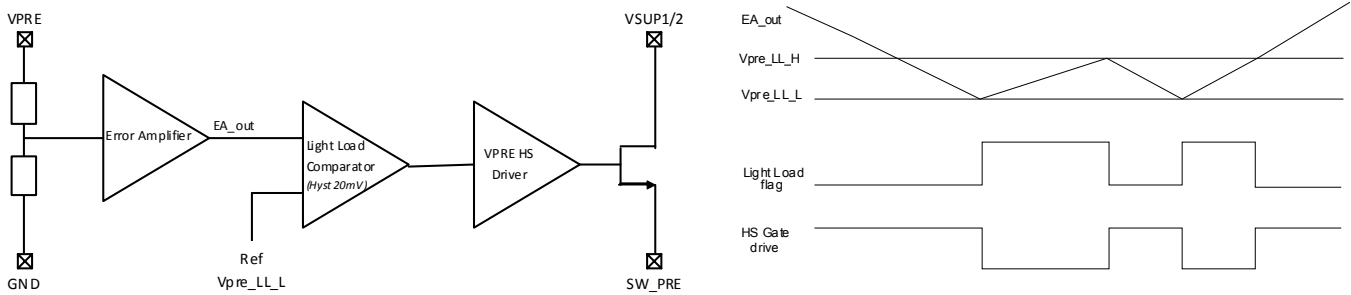 VPRE
VSUP1/2
Error Amplifier
EA_out
Light Load
Comparator
(Hyst 20mV)
VPRE HS
Driver
Ref
Vpre_LL_L
GND
SW_PRE
EA_out
Vpre_LL_H
Vpre_LL_L
Light Load
flag
HS Gate
drive